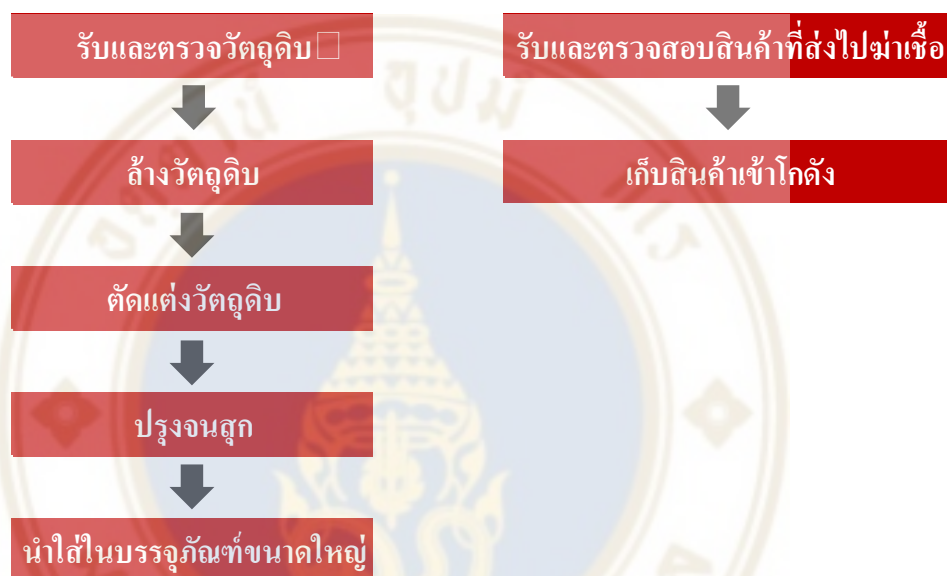 รับและตรวจวัตถุดิบ
ล้างวัตถุดิบ
ตัดแต่งวัตถุดิบ
ปรุงจนสุก
นำใส่ในบรรจุภัณฑ์ขนาดใหญ่
รับและตรวจสอบสินค้าที่ส่งไปฆ่าเชื้อ
เก็บสินค้าเข้าโกดัง